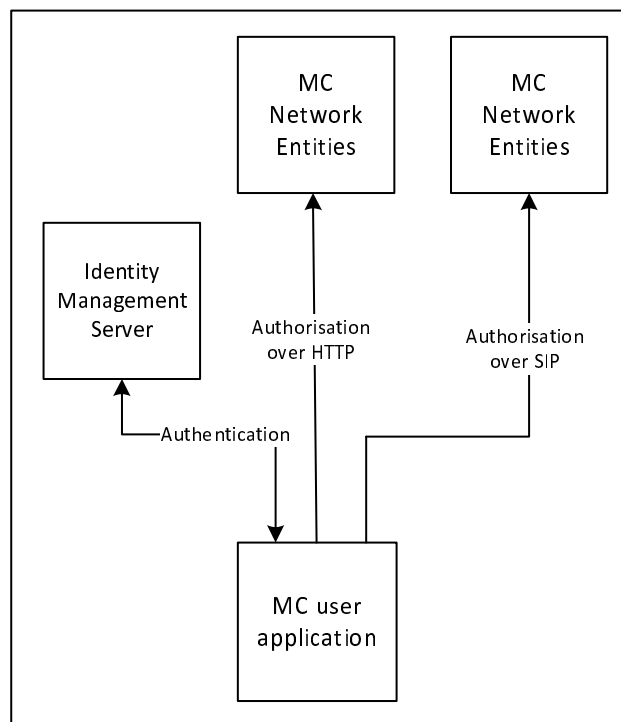 MC
Network
Entities
MC
Network
Entities
Identity
Management
Server
Authorisation
over HTTP
Authorisation
over SIP
Authentication
MC user
application